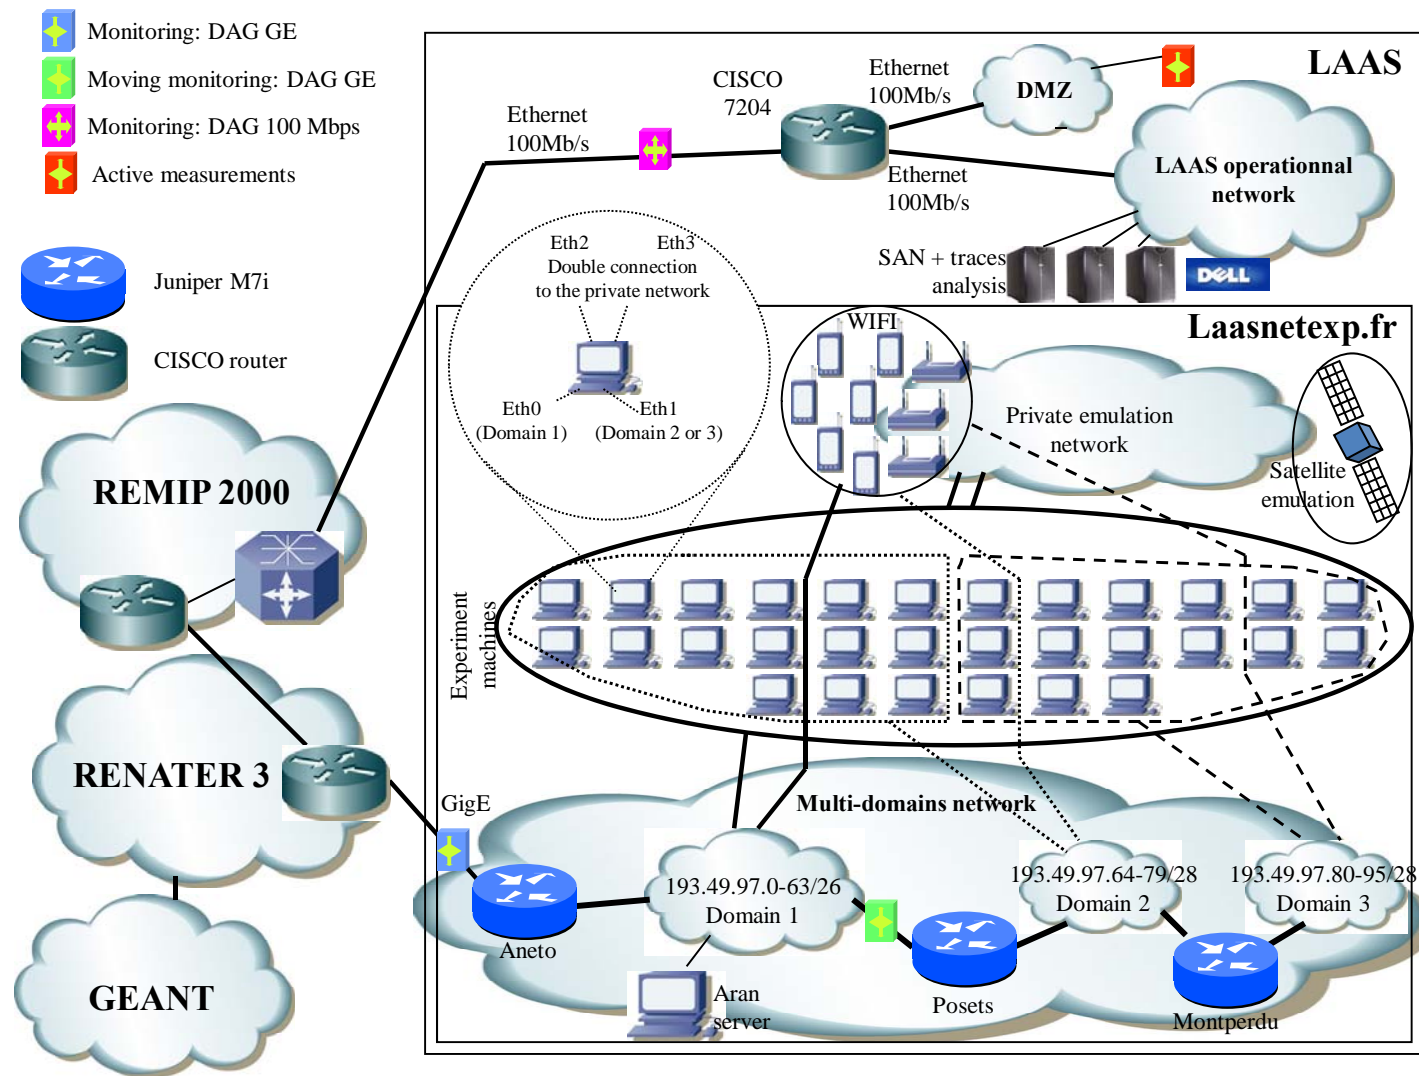 Monitoring: DAG GE
Moving monitoring: DAG GE
Monitoring: DAG 100 Mbps
Active measurements
Juniper M7i
CISCO router
REMIP 2000
RENATER 3
GEANT
LAAS
Ethernet
100Mb/s
CISCO
7204
Ethernet
100Mb/s
DMZ
Ethernet
100Mb/s
LAAS operationnal
network
SAN + traces
analysis
DELL
Eth2
Eth3
Double connection
to the private network
Eth0
(Domain 1)
Eth1
(Domain 2 or 3)
Laasnetexp.fr
WIFI
Private emulation
network
Satellite
emulation
Experiment
machines
GigE
Multi-domains network
193.49.97.0-63/26
Domain 1
193.49.97.64-79/28
Domain 2
193.49.97.80-95/28
Domain 3
Aneto
Aran
server
Posets
Montperdu